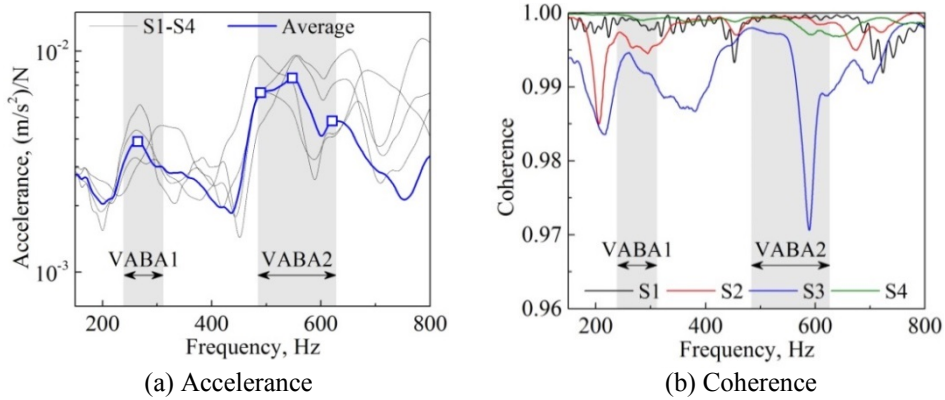 S1-S4 Average
10⁻²
10⁻³
Accelerance, (m/s²)/N
VABA1 VABA2
200 400 600 800
Frequency, Hz
(a) Accelerance
1.00
0.99
0.98
0.97
0.96
Coherence
VABA1 VABA2
S1 S2 S3 S4
200 400 600 800
Frequency, Hz
(b) Coherence